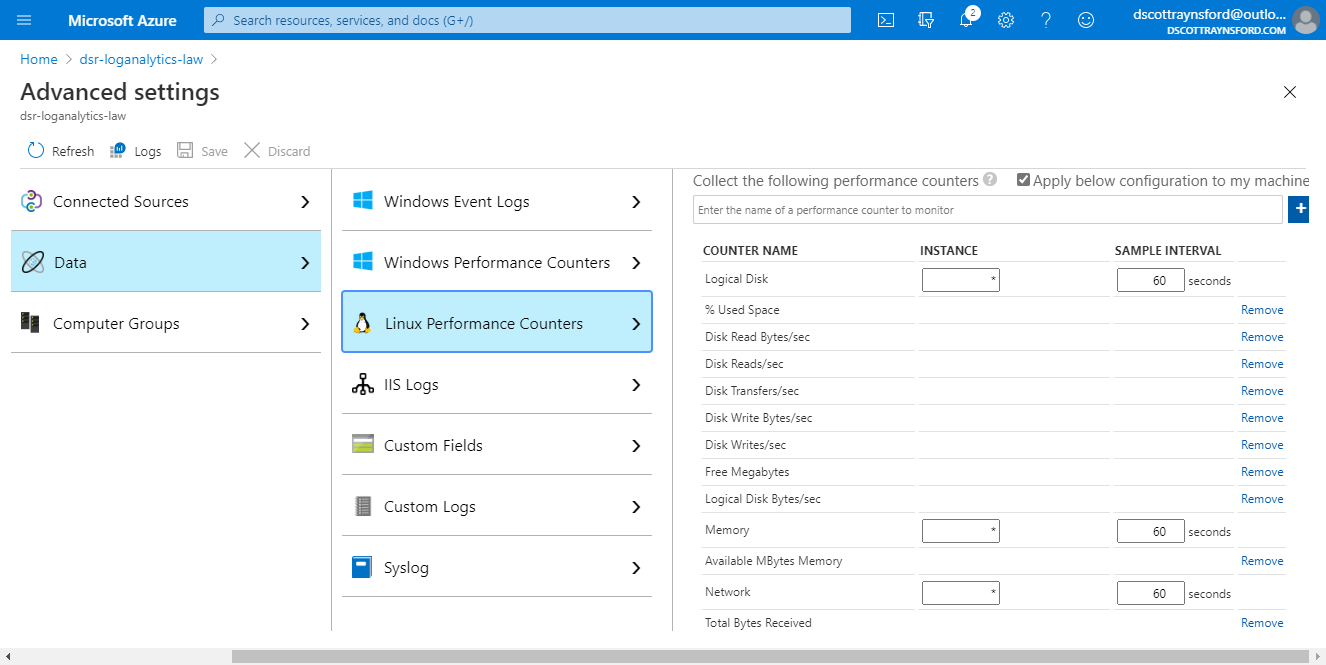 Microsoft Azure
Search resources, services, and docs (G+/)
2
dscottraynsford@outlo...
DSCOTTRAYNSFORD.COM
Home > dsr-loganalytics-law >
Advanced settings
dsr-loganalytics-law
Refresh Logs Save Discard
Connected Sources
Data
Computer Groups
Windows Event Logs
Windows Performance Counters
Linux Performance Counters
IIS Logs
Custom Fields
Custom Logs
Syslog
Collect the following performance counters ? Apply below configuration to my machine
Enter the name of a performance counter to monitor +
COUNTER NAME INSTANCE SAMPLE INTERVAL
Logical Disk * 60 seconds
% Used Space Remove
Disk Read Bytes/sec Remove
Disk Reads/sec Remove
Disk Transfers/sec Remove
Disk Write Bytes/sec Remove
Disk Writes/sec Remove
Free Megabytes Remove
Logical Disk Bytes/sec Remove
Memory * 60 seconds
Available MBytes Memory Remove
Network * 60 seconds
Total Bytes Received Remove